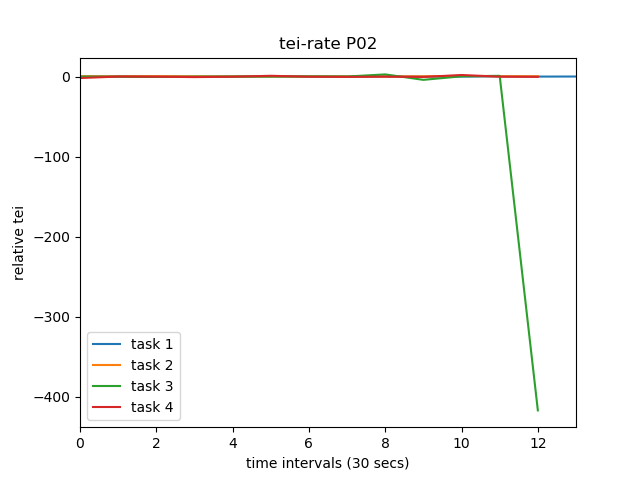 tei-rate P02
relative tei
0
−100
−200
−300
−400
task 1
task 2
task 3
task 4
0 2 4 6 8 10 12
time intervals (30 secs)